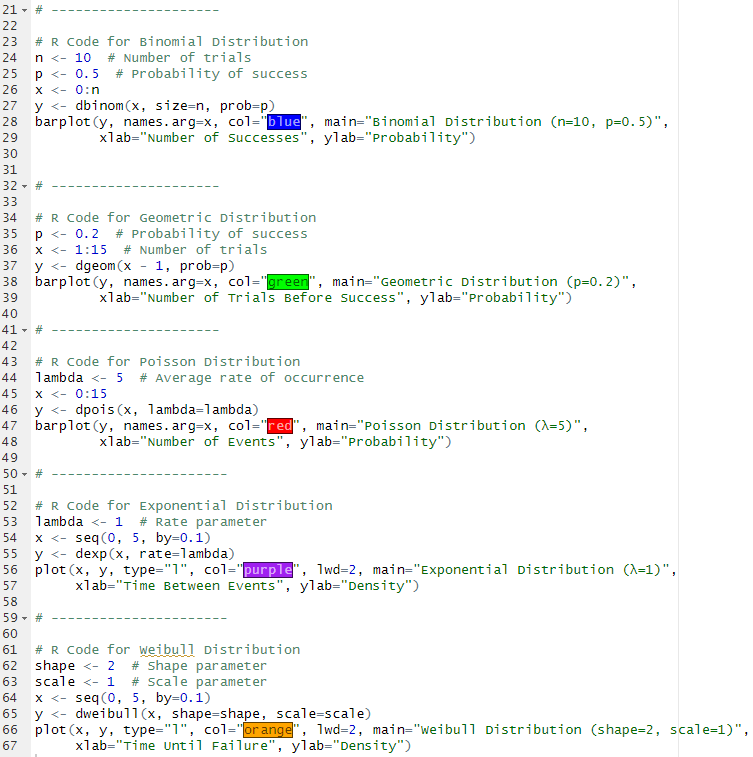 21 # ---------------------
22
23 # R Code for Binomial Distribution
24 n <- 10  # Number of trials
25 p <- 0.5  # Probability of success
26 x <- 0:n
27 y <- dbinom(x, size=n, prob=p)
28 barplot(y, names.arg=x, col="blue", main="Binomial Distribution (n=10, p=0.5)",
29         xlab="Number of Successes", ylab="Probability")
30
31
32 # ---------------------
33
34 # R Code for Geometric Distribution
35 p <- 0.2  # Probability of success
36 x <- 1:15  # Number of trials
37 y <- dgeom(x - 1, prob=p)
38 barplot(y, names.arg=x, col="green", main="Geometric Distribution (p=0.2)",
39         xlab="Number of Trials Before Success", ylab="Probability")
40
41 # ---------------------
42
43 # R Code for Poisson Distribution
44 lambda <- 5  # Average rate of occurrence
45 x <- 0:15
46 y <- dpois(x, lambda=lambda)
47 barplot(y, names.arg=x, col="red", main="Poisson Distribution (λ=5)",
48         xlab="Number of Events", ylab="Probability")
49
50 # ----------------------
51
52 # R Code for Exponential Distribution
53 lambda <- 1  # Rate parameter
54 x <- seq(0, 5, by=0.1)
55 y <- dexp(x, rate=lambda)
56 plot(x, y, type="l", col="purple", lwd=2, main="Exponential Distribution (λ=1)",
57      xlab="Time Between Events", ylab="Density")
58
59 # ----------------------
60
61 # R Code for Weibull Distribution
62 shape <- 2  # Shape parameter
63 scale <- 1  # Scale parameter
64 x <- seq(0, 5, by=0.1)
65 y <- dweibull(x, shape=shape, scale=scale)
66 plot(x, y, type="l", col="orange", lwd=2, main="Weibull Distribution (shape=2, scale=1)",
67      xlab="Time Until Failure", ylab="Density")